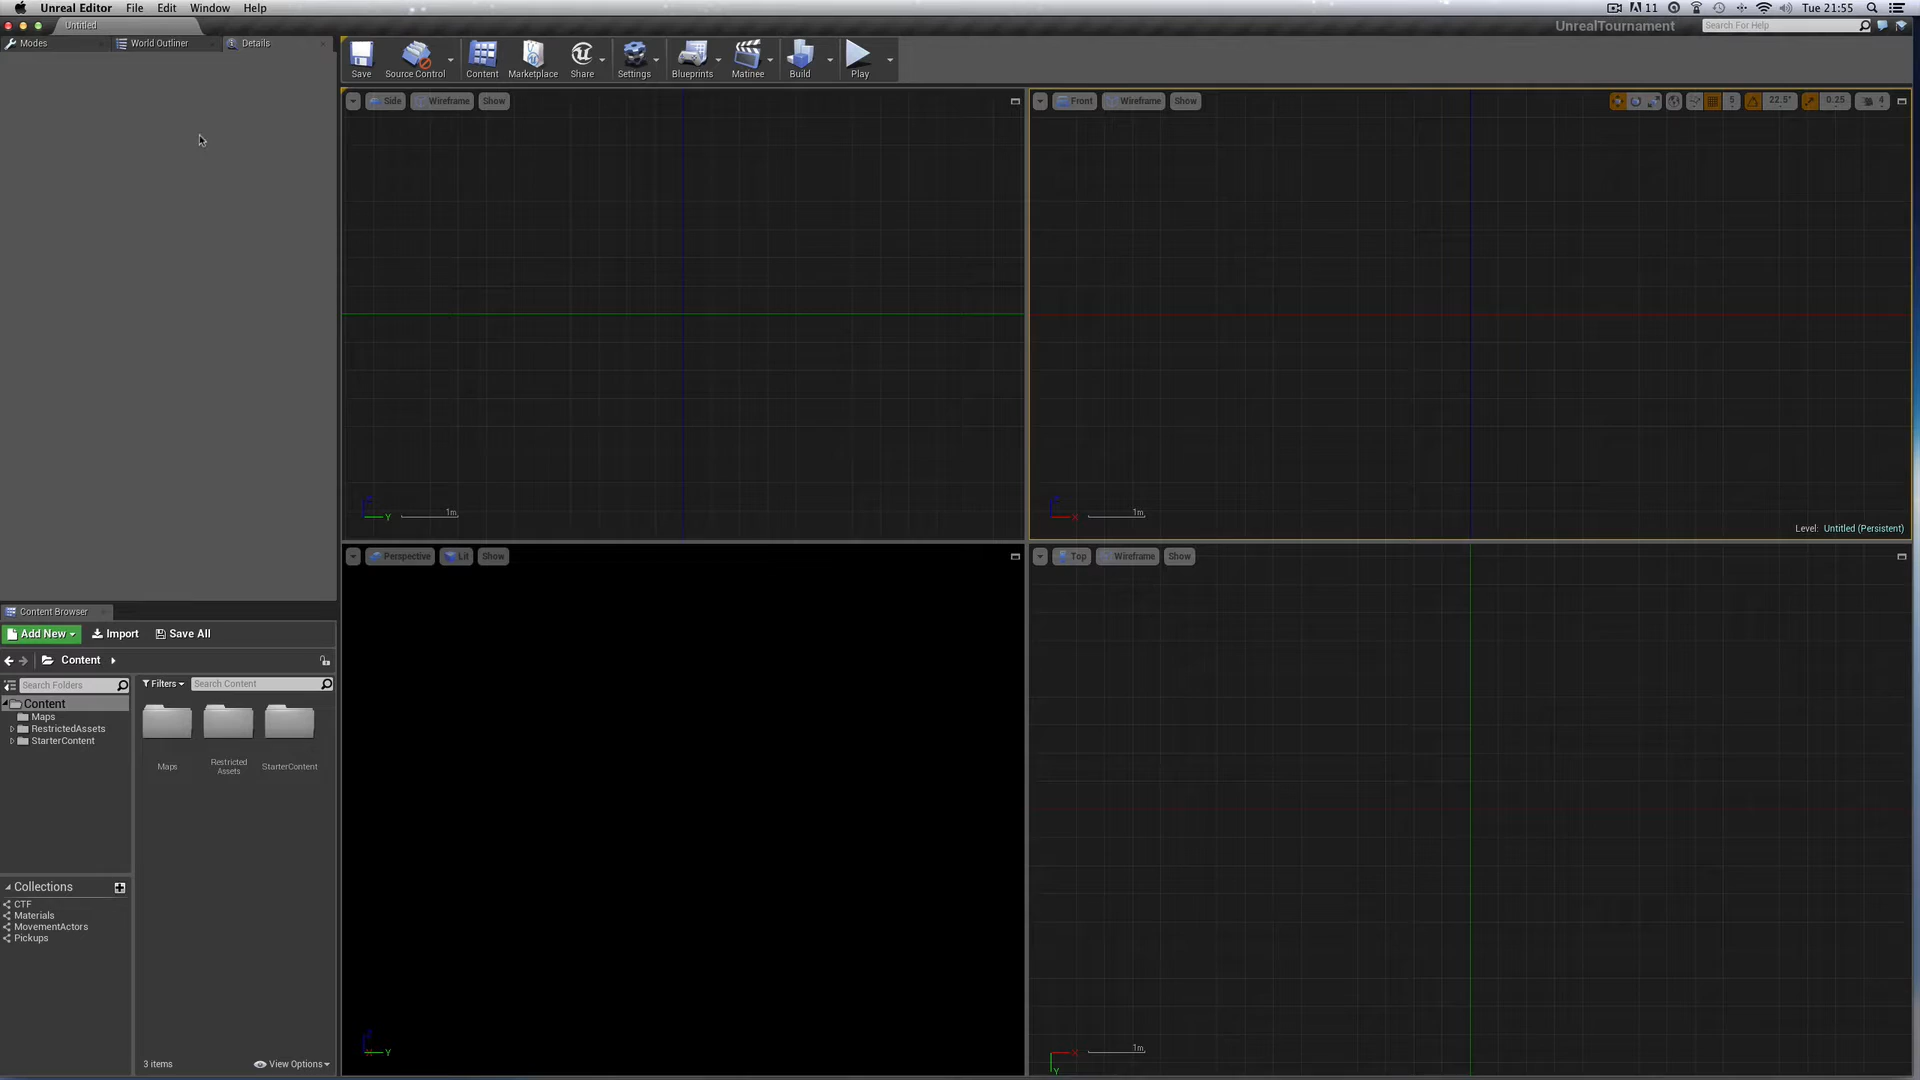 Unreal Editor File Edit Window Help
11 Tue 21:55
Untitled
UnrealTournament
Search For Help
Modes
World Outliner
Details
Save
Source Control
Content
Marketplace
Share
Settings
Blueprints
Matinee
Build
Play
Side Wireframe Show
Front Wireframe Show
5 22.5° 0.25 4
Y 1m
X 1m
Level: Untitled (Persistent)
Perspective Lit Show
Top Wireframe Show
Content Browser
Add New Import Save All
Content
Search Folders
Filters Search Content
Content
Maps
RestrictedAssets
StarterContent
Maps
Restricted
Assets
StarterContent
Collections
CTF
Materials
MovementActors
Pickups
3 items
View Options
Y
X 1m
Y